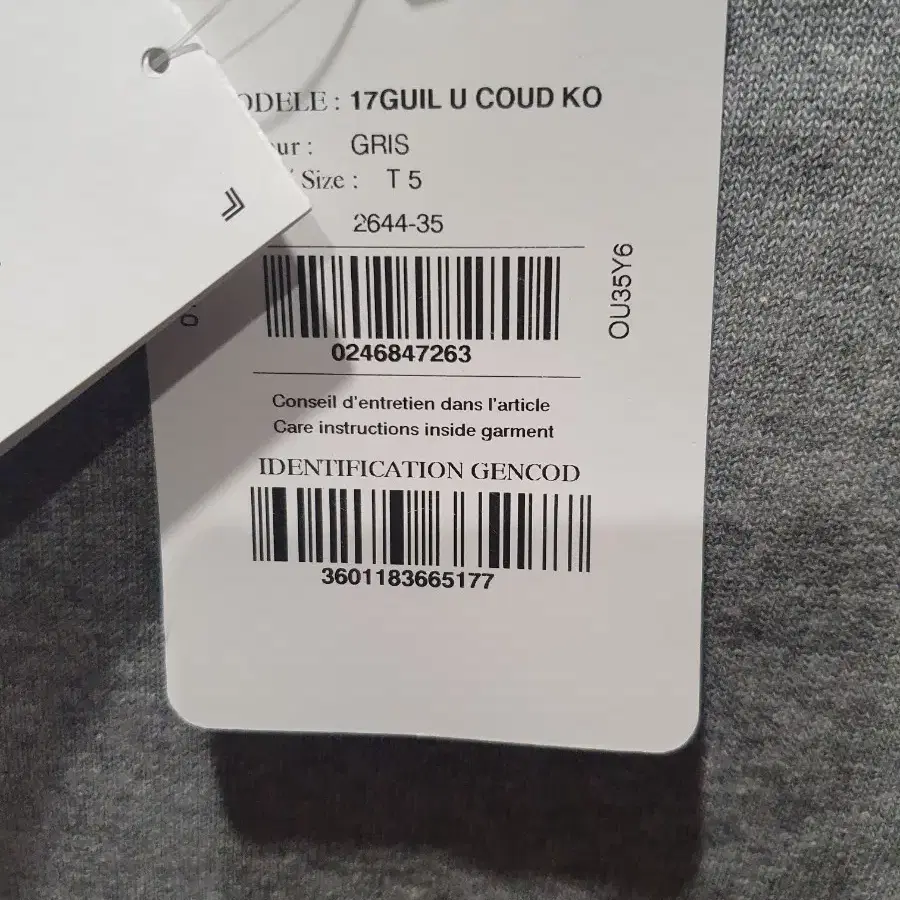 ODELE : 17GUIL U COUD KO
ur : GRIS
/ Size : T 5
2644-35
OU35Y6
0246847263
Conseil d'entretien dans l'article
Care instructions inside garment
IDENTIFICATION GENCOD
3601183665177